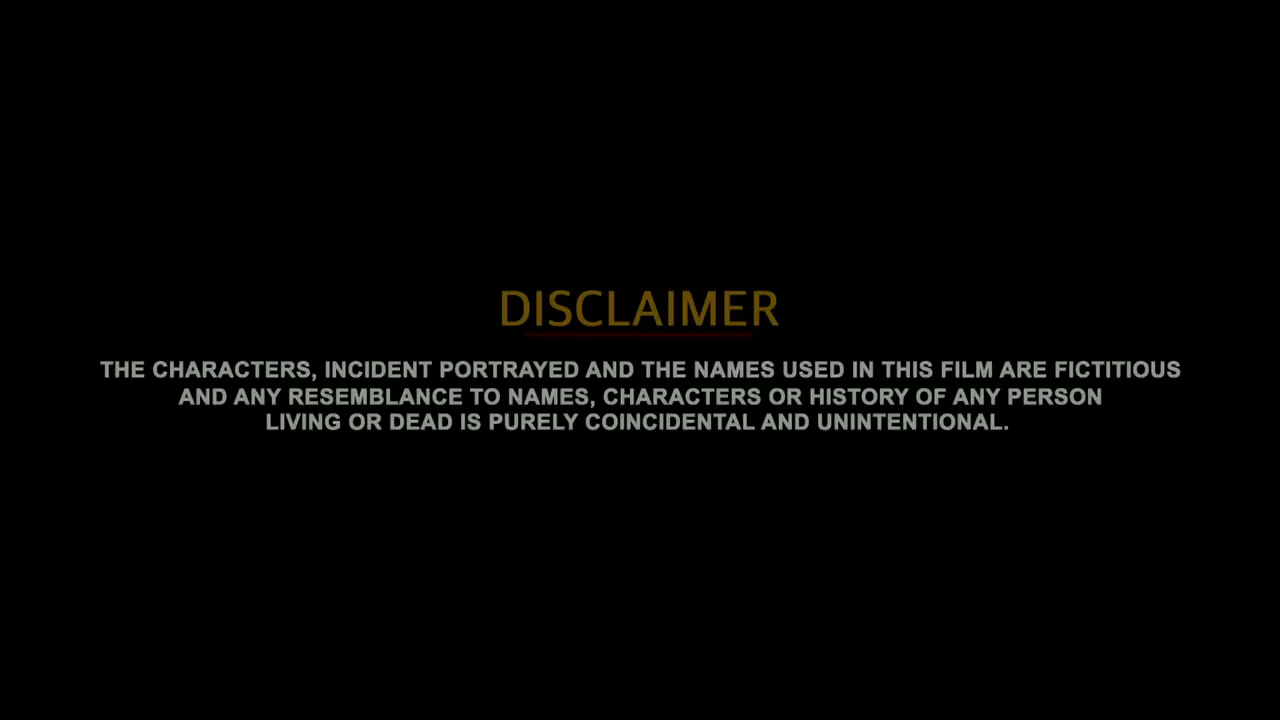 DISCLAIMER
THE CHARACTERS, INCIDENT PORTRAYED AND THE NAMES USED IN THIS FILM ARE FICTITIOUS
AND ANY RESEMBLANCE TO NAMES, CHARACTERS OR HISTORY OF ANY PERSON
LIVING OR DEAD IS PURELY COINCIDENTAL AND UNINTENTIONAL.